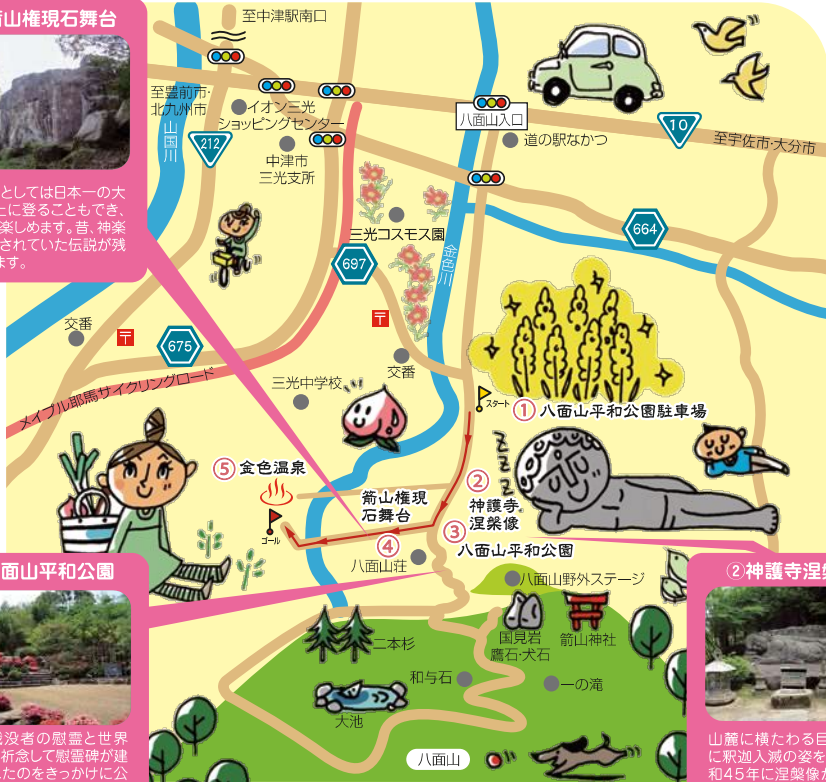 山権現石舞台
としては日本一の大
上に登ることもでき、
楽しめます。昔、神楽
されていた伝説が残
ます。
至中津駅南口
至豊前市・
北九州市
山国川
212
イオン三光
ショッピングセンター
中津市
三光支所
八面山入口
道の駅なかつ
10
至宇佐市・大分市
664
三光コスモス園
金色川
697
交番
〒
675
〒
交番
メイプル耶馬サイクリングロード
三光中学校
スタート
① 八面山平和公園駐車場
ZZZ
② 神護寺
涅槃像
③ 八面山平和公園
箭山権現
石舞台
④
⑤ 金色温泉
ゴール
八面山荘
八面山野外ステージ
国見岩
鷹石・犬石
箭山神社
二本杉
和与石
一の滝
大池
八面山
面山平和公園
戦没者の慰霊と世界
祈念して慰霊碑が建
たのをきっかけに公
②神護寺涅槃
山麓に横たわる巨
に釈迦入滅の姿を
和45年に涅槃像が